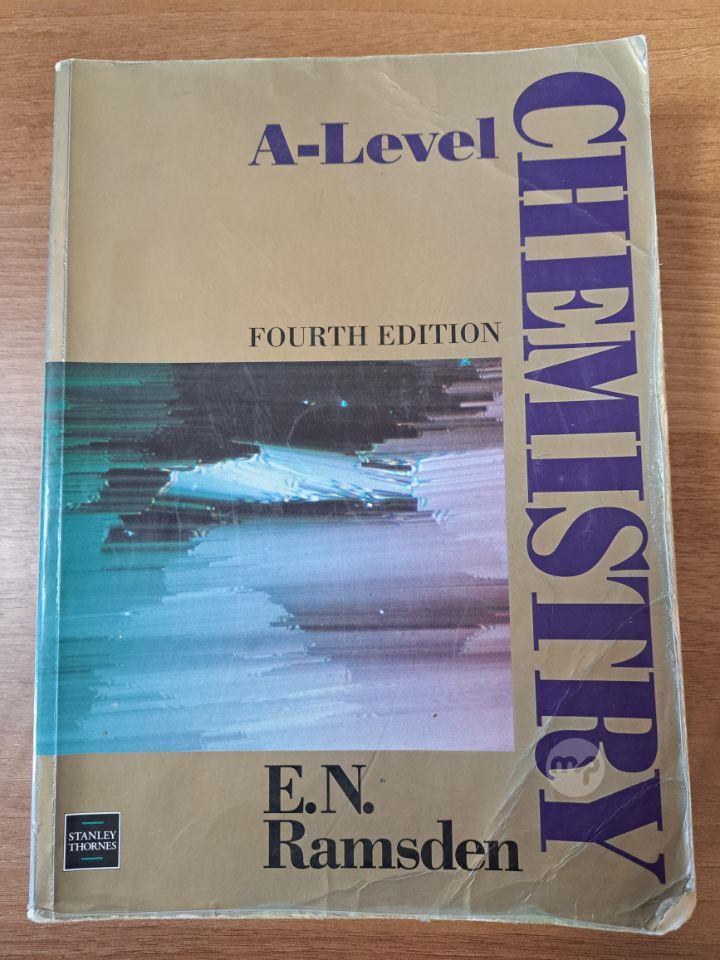 A-Level
CHEMISTRY
FOURTH EDITION
E.N.
Ramsden
STANLEY
THORNES